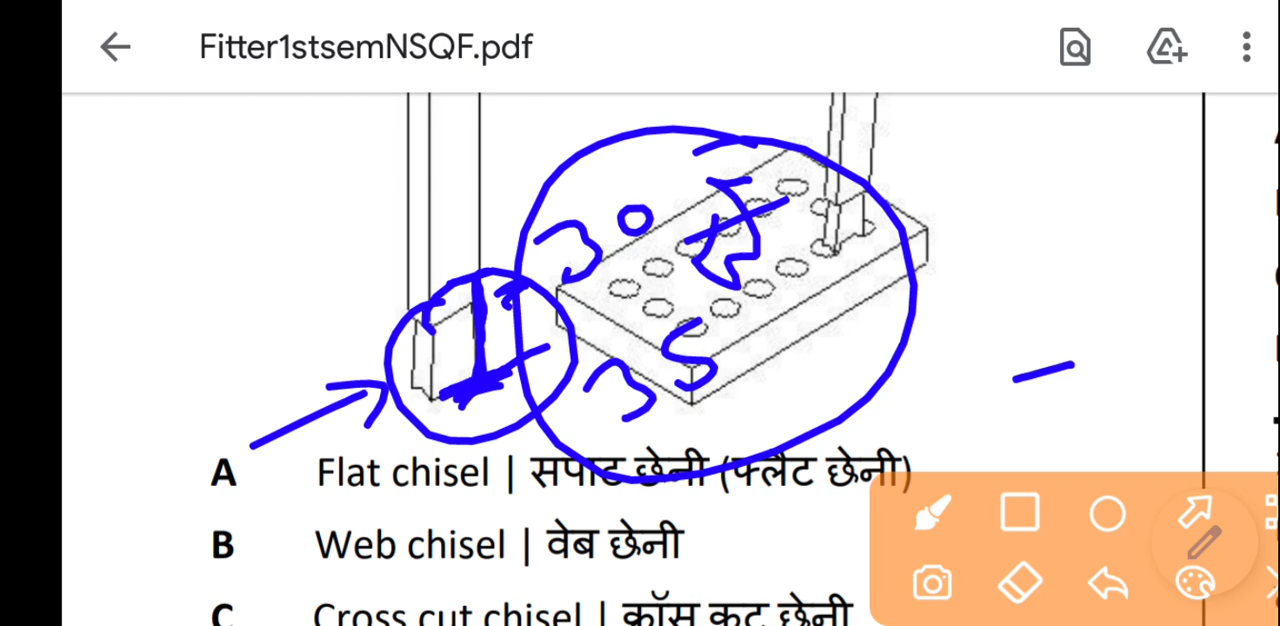 Fitter1stsemNSQF.pdf
30
35
A Flat chisel | सपाट छेनी (फ्लैट छेनी)
B Web chisel | वेब छेनी
C Cross cut chisel | क्रॉस कट छेनी